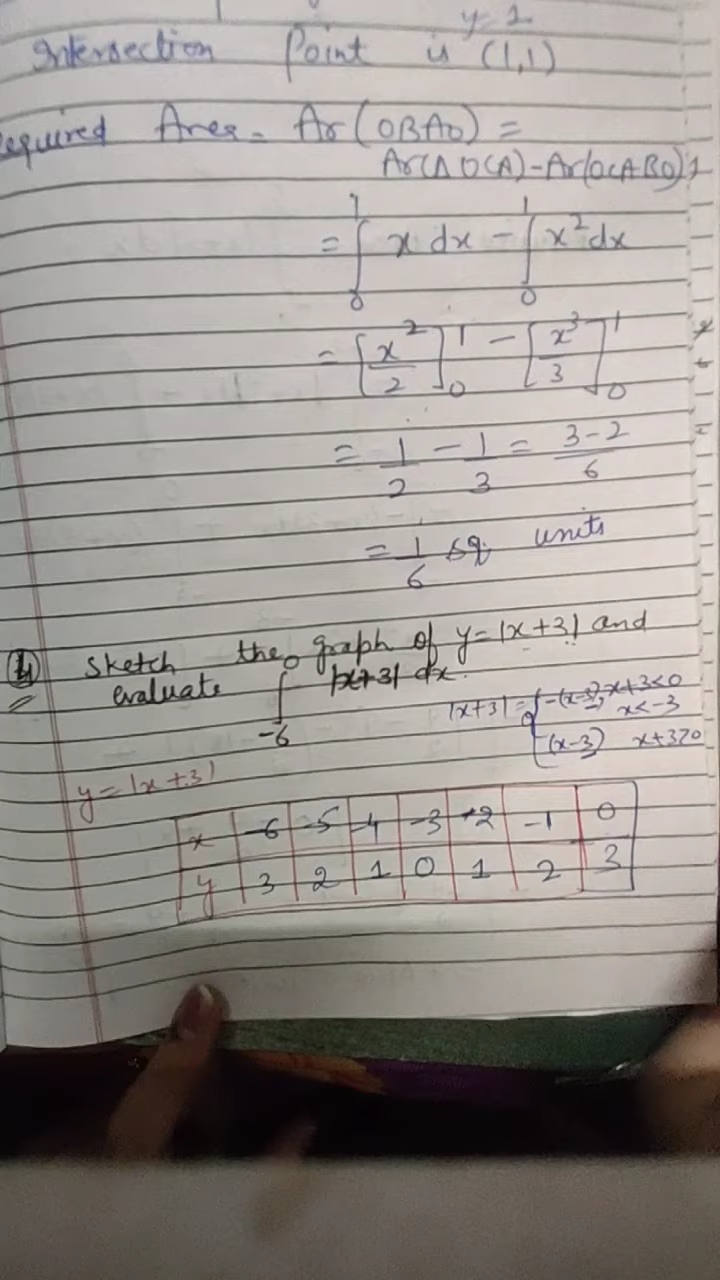 y=1
Intersection Point is (1,1)
equired Area = Ar(OBAO) =
Ar(Δ OCA) - Ar(OCABO)
= ∫₀¹ x dx - ∫₀¹ x² dx
= [x²/2]₀¹ - [x³/3]₀¹
= 1/2 - 1/3 = (3-2)/6
= 1/6 sq units
(4) Sketch the graph of y=|x+3| and
evaluate ∫₋₆⁰ |x+3| dx.
|x+3| = { -(x-3), x+3<0
x<-3
(x-3) x+3≥0
y=|x+3|
x -6 -5 -4 -3 -2 -1 0
y 3 2 1 0 1 2 3